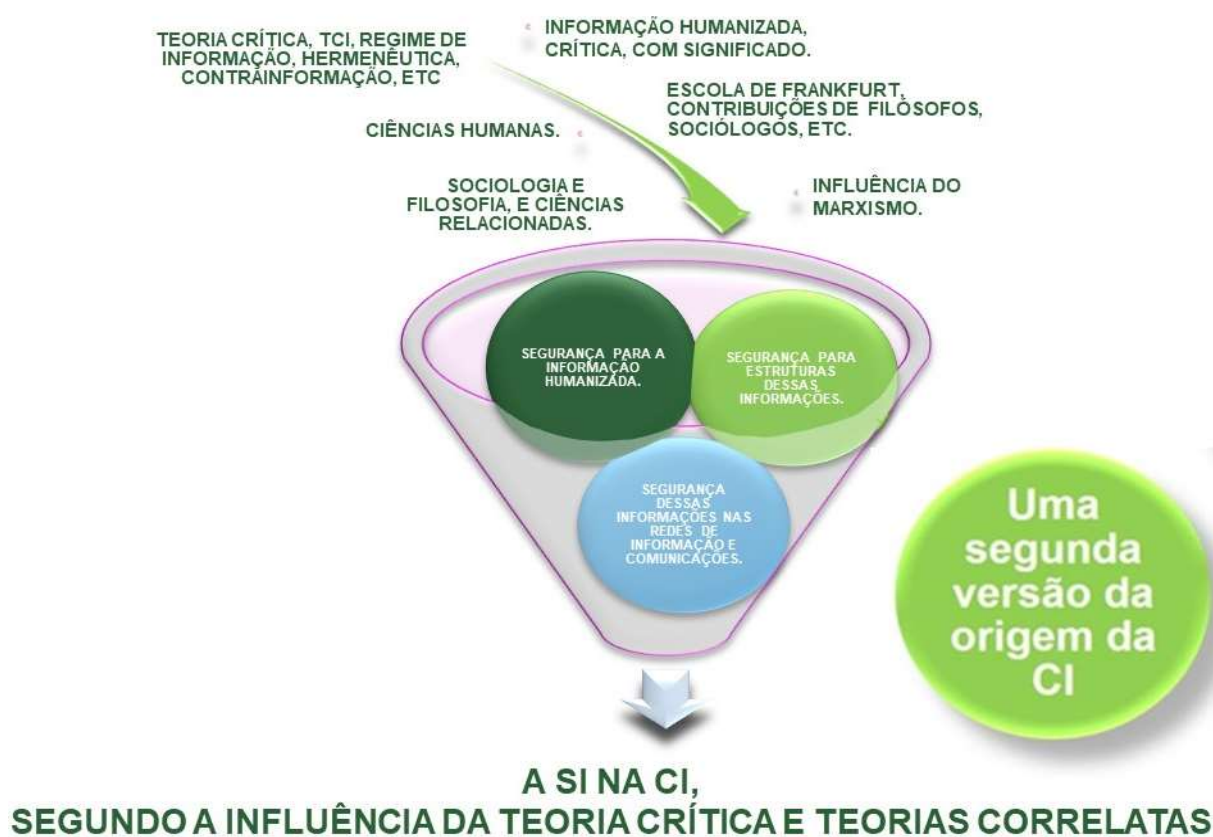 TEORIA CRÍTICA, TCI, REGIME DE
INFORMAÇÃO, HERMENÊUTICA,
CONTRAINFORMAÇÃO, ETC
INFORMAÇÃO HUMANIZADA,
CRÍTICA, COM SIGNIFICADO.
ESCOLA DE FRANKFURT,
CONTRIBUIÇÕES DE FILÓSOFOS,
SOCIÓLOGOS, ETC.
CIÊNCIAS HUMANAS.
SOCIOLOGIA E
FILOSOFIA, E CIÊNCIAS
RELACIONADAS.
INFLUÊNCIA DO
MARXISMO.
SEGURANÇA PARA A
INFORMAÇÃO
HUMANIZADA.
SEGURANÇA PARA
ESTRUTURAS
DESSAS
INFORMAÇÕES.
SEGURANÇA
DESSAS
INFORMAÇÕES NAS
REDES DE
INFORMAÇÃO E
COMUNICAÇÕES.
Uma
segunda
versão da
origem da
CI
A SI NA CI,
SEGUNDO A INFLUÊNCIA DA TEORIA CRÍTICA E TEORIAS CORRELATAS